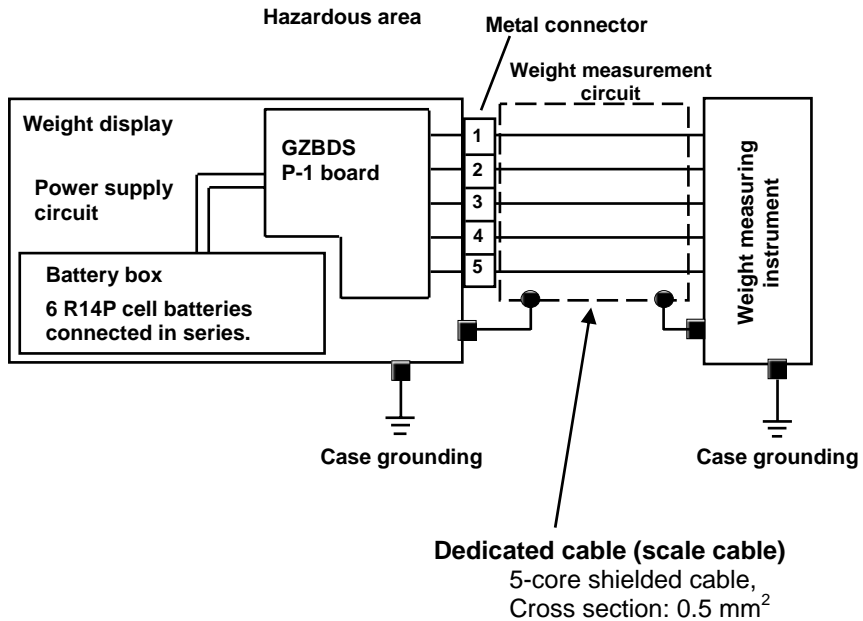 Hazardous area
Metal connector
Weight measurement
circuit
Weight display
GZBDS
P-1 board
Power supply
circuit
1
2
3
4
5
Battery box
6 R14P cell batteries
connected in series.
Weight measuring
instrument
Case grounding
Case grounding
Dedicated cable (scale cable)
5-core shielded cable,
Cross section: 0.5 mm²